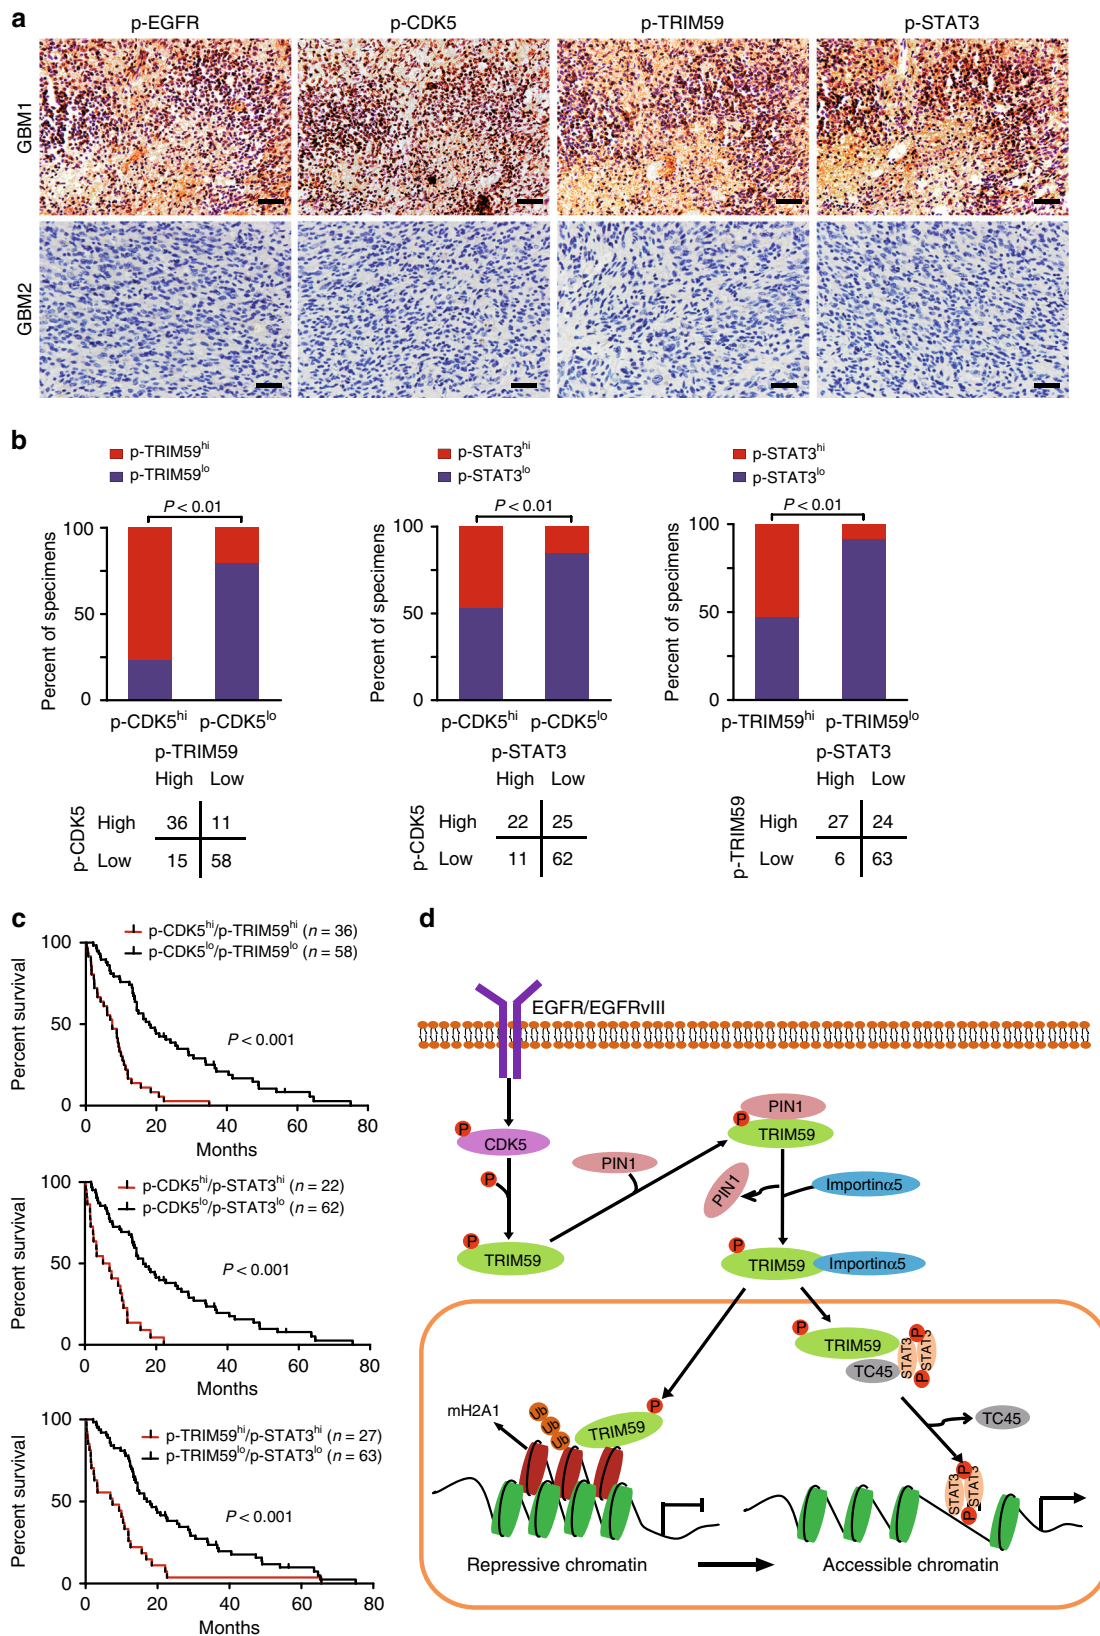 a
p-EGFR p-CDK5 p-TRIM59 p-STAT3
GBM1
GBM2
b
p-TRIM59hi
p-TRIM59lo
P < 0.01
Percent of specimens
100
50
0
p-CDK5hi p-CDK5lo
p-TRIM59
High Low
p-CDK5
High 36 11
Low 15 58
p-STAT3hi
p-STAT3lo
P < 0.01
Percent of specimens
100
50
0
p-CDK5hi p-CDK5lo
p-STAT3
High Low
p-CDK5
High 22 25
Low 11 62
p-STAT3hi
p-STAT3lo
P < 0.01
Percent of specimens
100
50
0
p-TRIM59hi p-TRIM59lo
p-STAT3
High Low
p-TRIM59
High 27 24
Low 6 63
c
p-CDK5hi/p-TRIM59hi (n = 36)
p-CDK5lo/p-TRIM59lo (n = 58)
P < 0.001
Percent survival
100
50
0
0 20 40 60 80
Months
p-CDK5hi/p-STAT3hi (n = 22)
p-CDK5lo/p-STAT3lo (n = 62)
P < 0.001
Percent survival
100
50
0
0 20 40 60 80
Months
p-TRIM59hi/p-STAT3hi (n = 27)
p-TRIM59lo/p-STAT3lo (n = 63)
P < 0.001
Percent survival
100
50
0
0 20 40 60 80
Months
d
EGFR/EGFRvIII
P
CDK5
P
P
TRIM59
PIN1
PIN1
P
TRIM59
PIN1
Importinα5
P
TRIM59
Importinα5
P
TRIM59
TC45
STAT3
STAT3
P
P
TC45
P
TRIM59
Ub
Ub
Ub
mH2A1
STAT3
STAT3
P
P
Repressive chromatin
Accessible chromatin